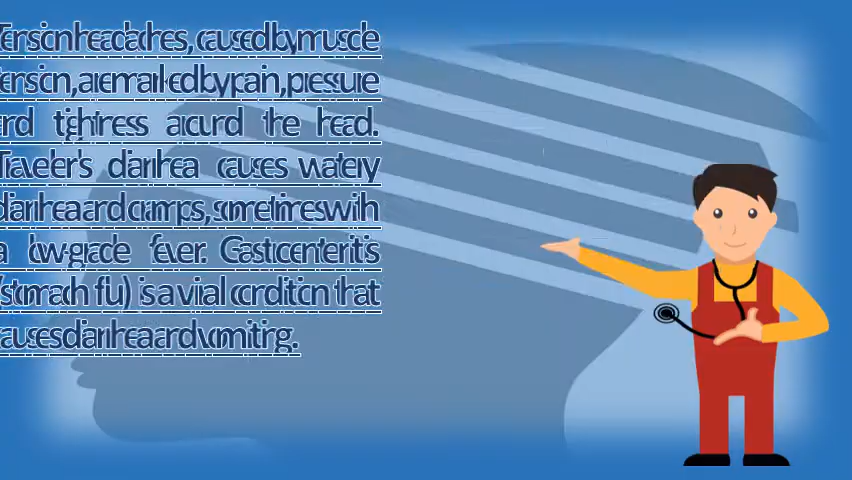 Tension headaches, caused by muscle
tension, are marked by pain, pressure
and tightness around the head.
Traveler's diarrhea causes watery
diarrhea and cramps, sometimes with
a low-grade fever. Gastroenteritis
(stomach flu) is a viral condition that
causes diarrhea and vomiting.